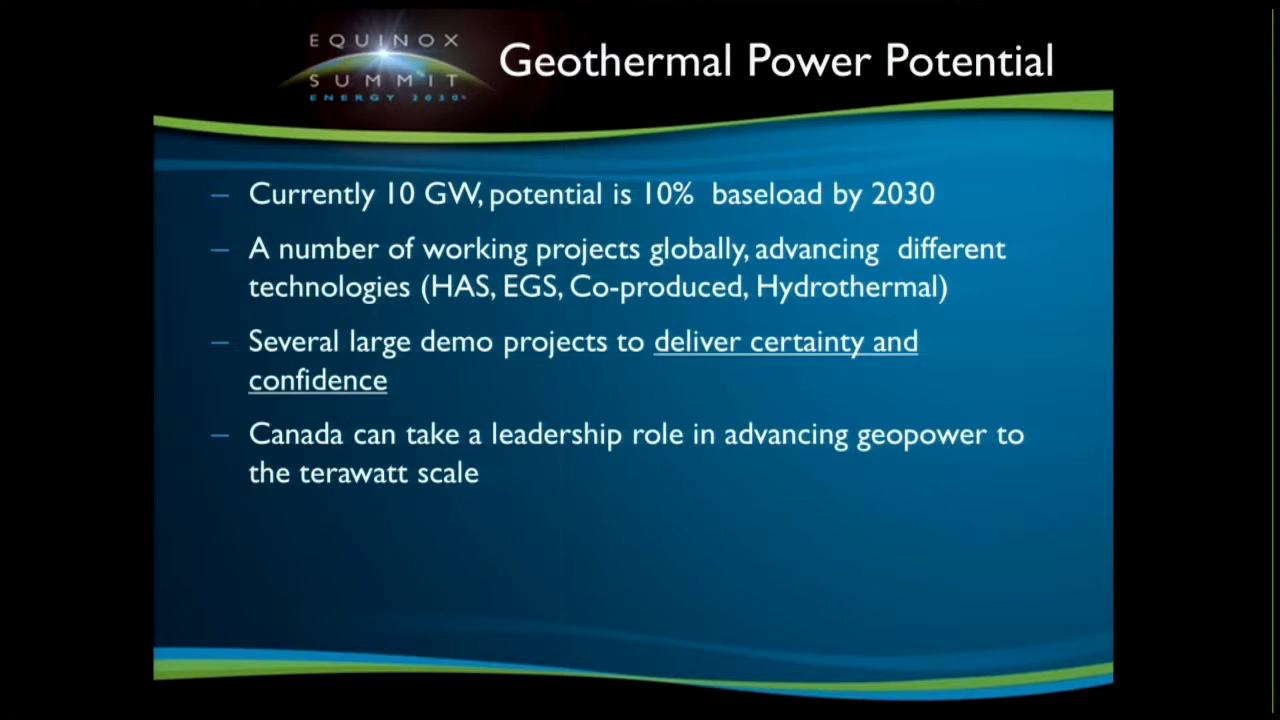 EQUINOX
SUMMIT
ENERGY 2030
Geothermal Power Potential
– Currently 10 GW, potential is 10% baseload by 2030
– A number of working projects globally, advancing different
technologies (HAS, EGS, Co-produced, Hydrothermal)
– Several large demo projects to deliver certainty and
confidence
– Canada can take a leadership role in advancing geopower to
the terawatt scale